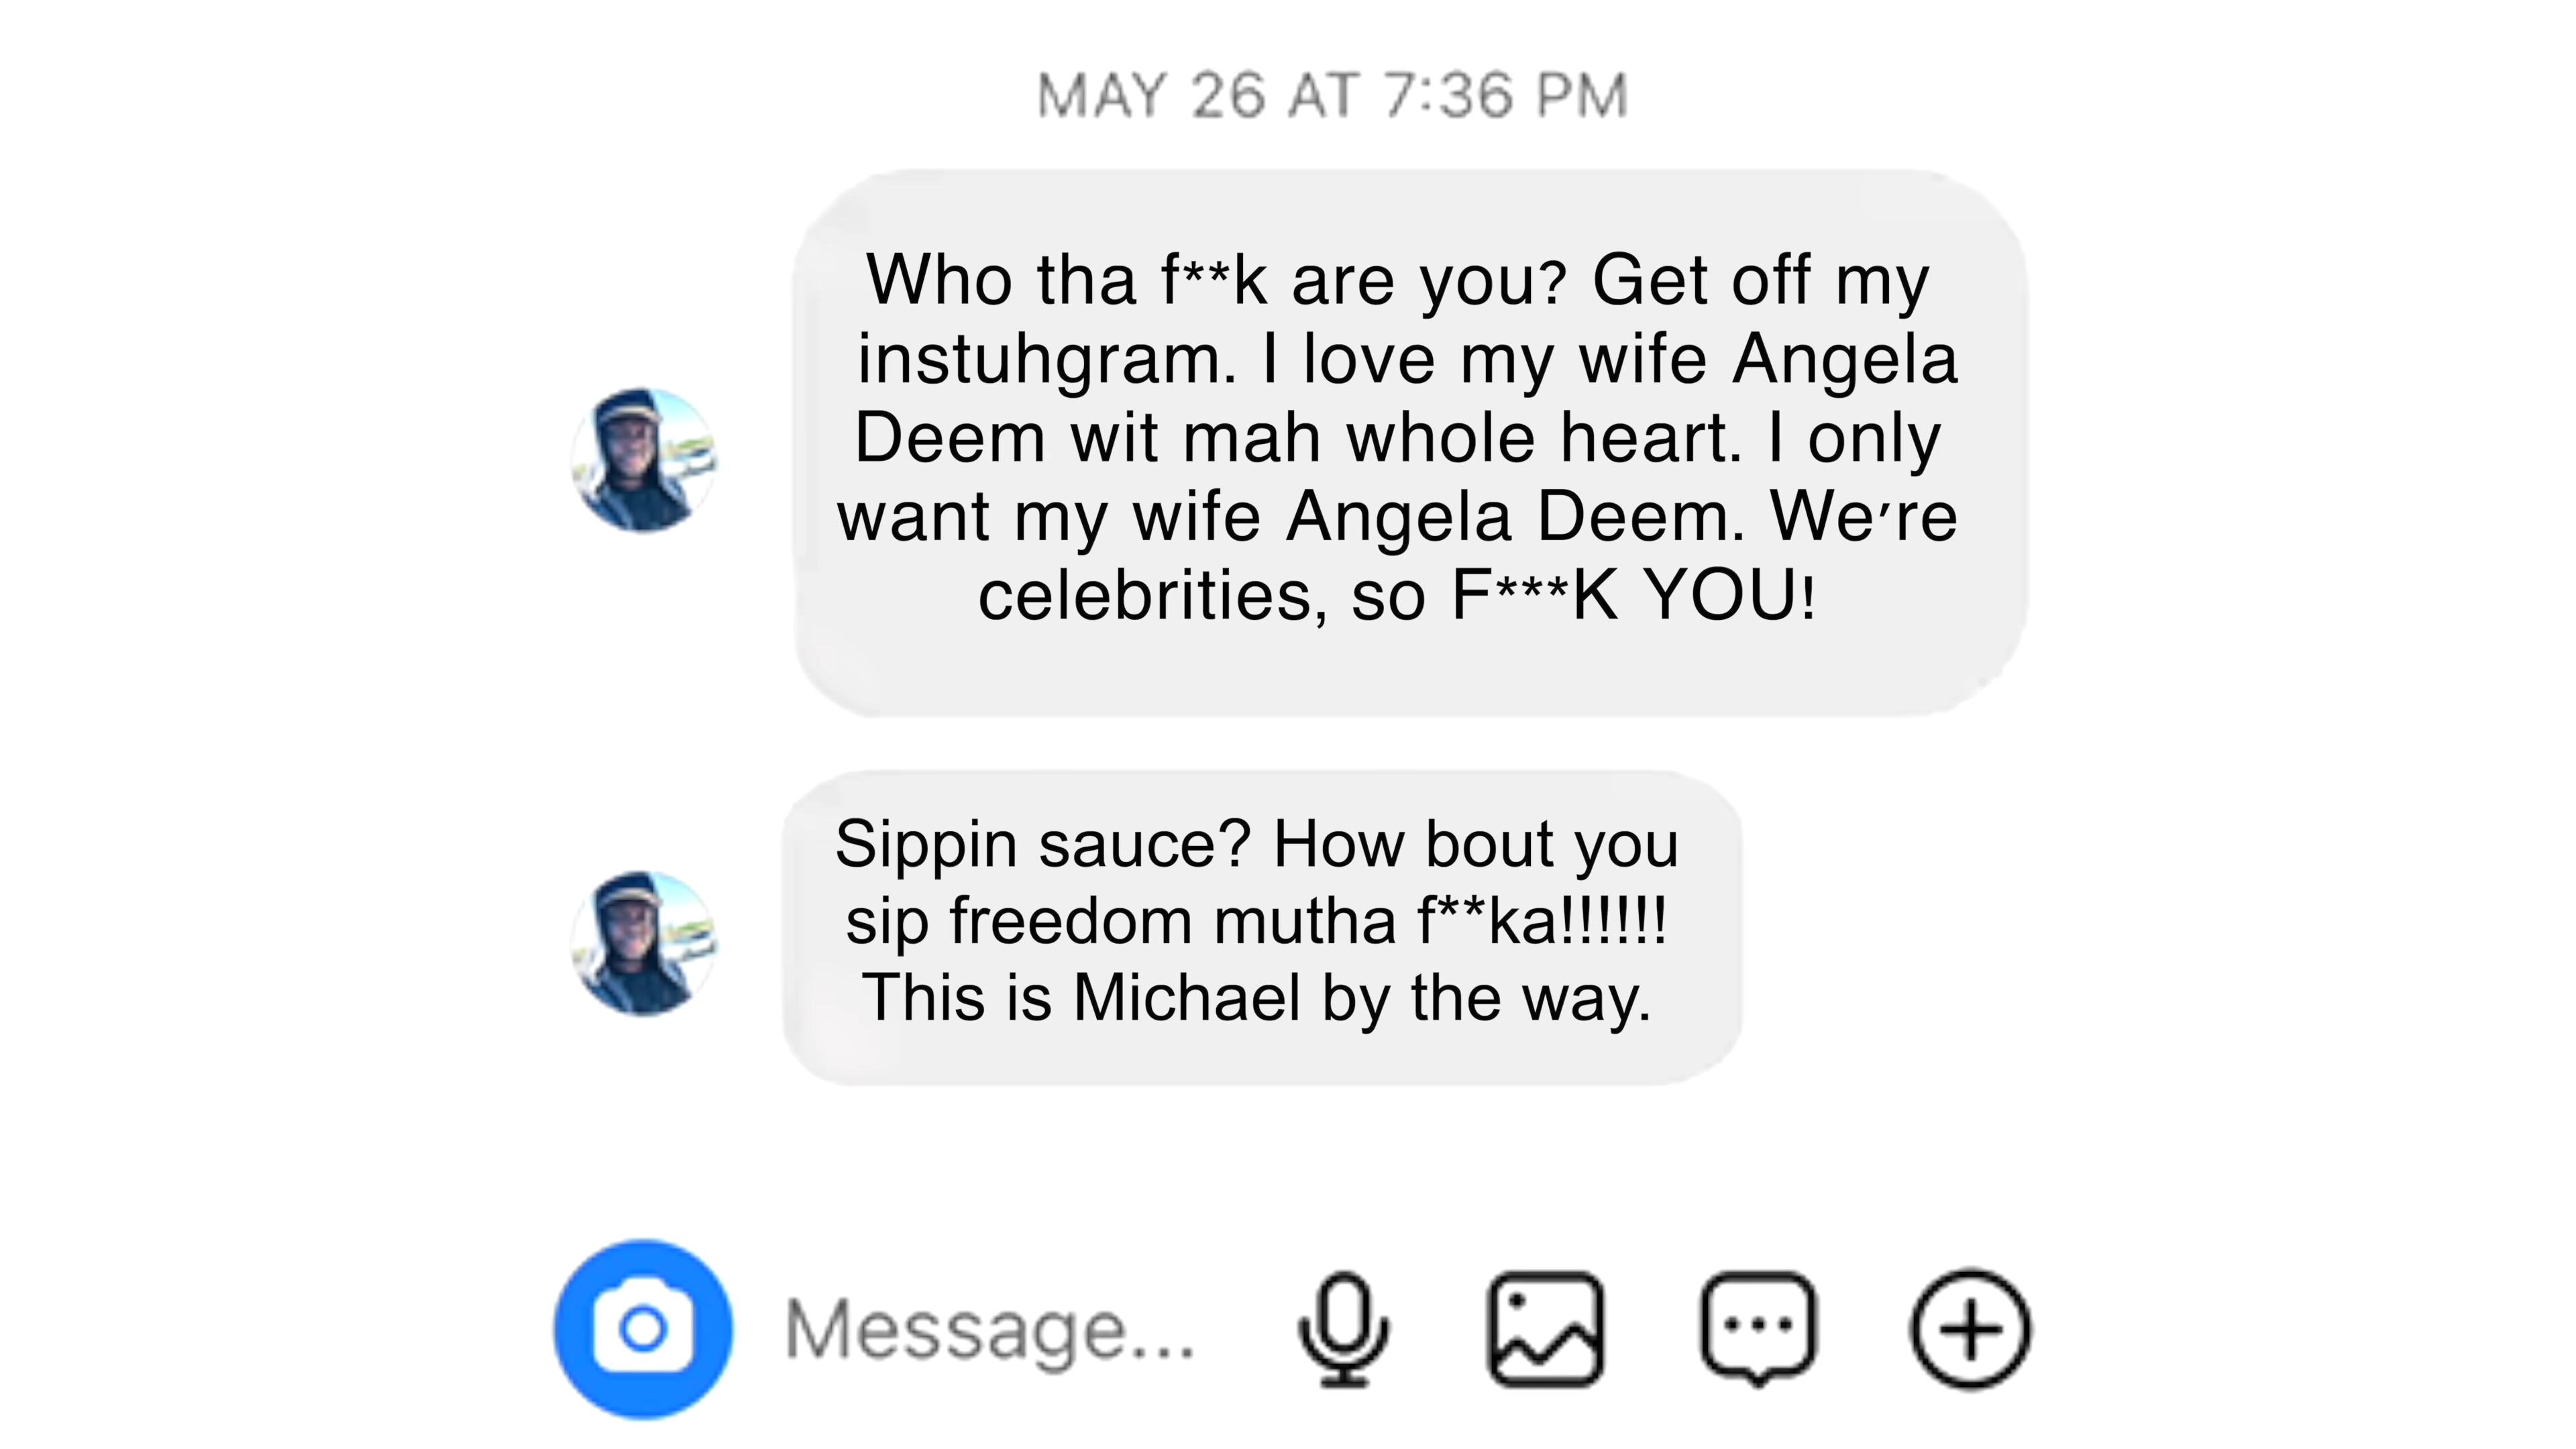 MAY 26 AT 7:36 PM
Who tha f**k are you? Get off my
instuhgram. I love my wife Angela
Deem wit mah whole heart. I only
want my wife Angela Deem. We′re
celebrities, so F***K YOU!
Sippin sauce? How bout you
sip freedom mutha f**ka!!!!!!
This is Michael by the way.
Message...